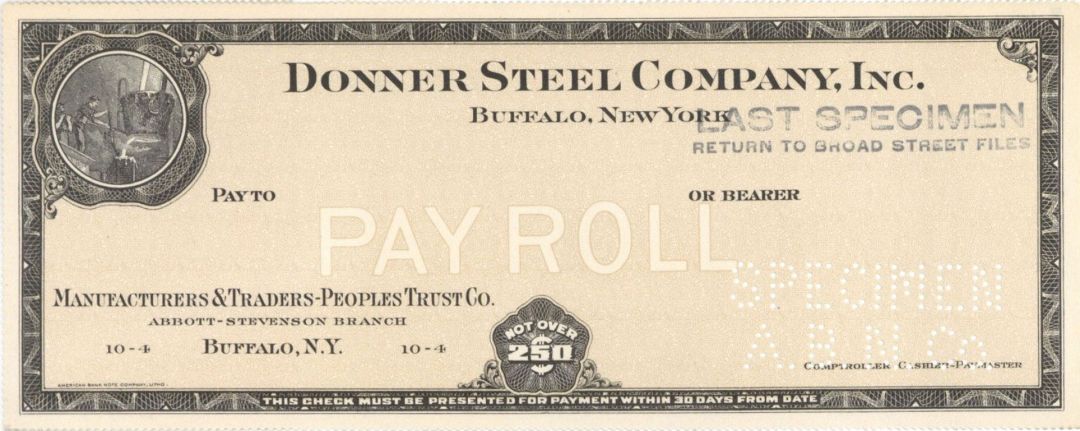 DONNER STEEL COMPANY, INC.
BUFFALO, NEW YORK
LAST SPECIMEN
RETURN TO BROAD STREET FILES
PAY TO OR BEARER
PAY ROLL
SPECIMEN
A.B.N.Co
MANUFACTURERS & TRADERS-PEOPLES TRUST CO.
ABBOTT-STEVENSON BRANCH
10-4 BUFFALO, N.Y. 10-4
NOT OVER
$
250
COMPTROLLER CASHIER-PAYMASTER
AMERICAN BANK NOTE COMPANY, LITHO.
THIS CHECK MUST BE PRESENTED FOR PAYMENT WITHIN 30 DAYS FROM DATE